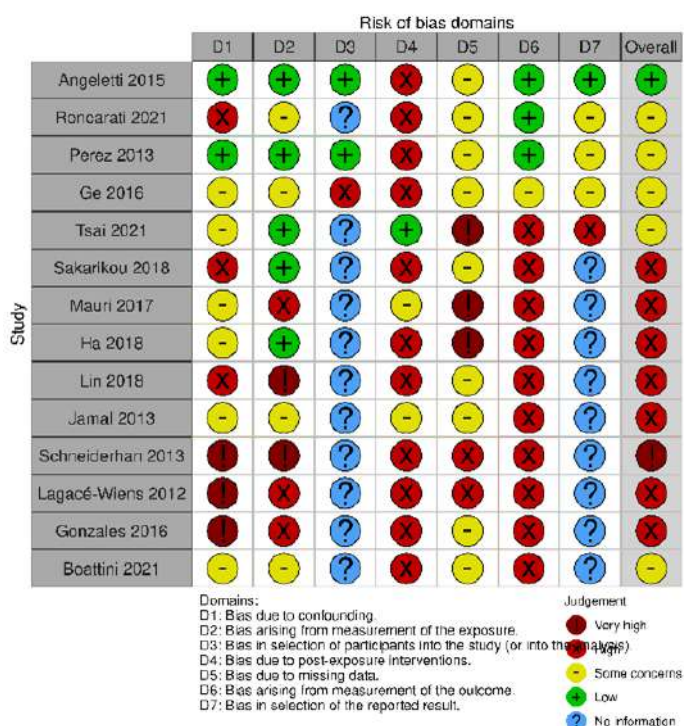 Risk of bias domains
D1 D2 D3 D4 D5 D6 D7 Overall
Study
Angeletti 2015 + + + X - + + +
Roncarati 2021 X - ? X - + - -
Perez 2013 + + + X - + - -
Ge 2016 - - X X - - - -
Tsai 2021 - + ? + ! X X -
Sakarikou 2018 X + ? X - X ? X
Mauri 2017 - X ? - ! X ? X
Ha 2018 - + ? X ! X ? X
Lin 2018 X ! ? X - X ? X
Jamal 2013 - - ? - - X ? X
Schneiderhan 2013 ! ! ? X X X ? !
Lagacé-Wiens 2012 ! X ? X X X ? X
Gonzales 2016 ! X ? X - X ? X
Boattini 2021 - - ? X - X ? -
Domains:
D1: Bias due to confounding.
D2: Bias arising from measurement of the exposure.
D3: Bias in selection of participants into the study (or into the analysis).
D4: Bias due to post-exposure interventions.
D5: Bias due to missing data.
D6: Bias arising from measurement of the outcome.
D7: Bias in selection of the reported result.
Judgement
! Very high
X High
- Some concerns
+ Low
? No information